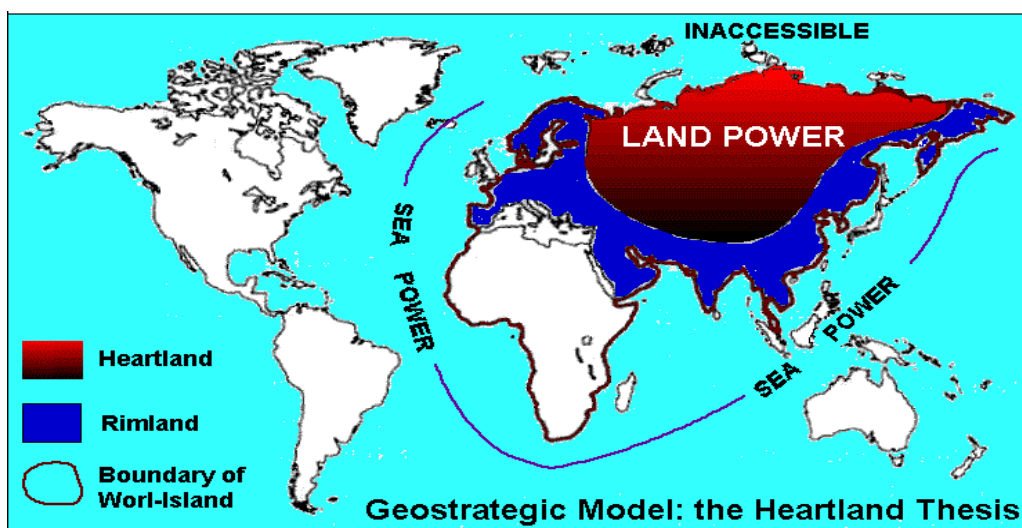 INACCESSIBLE
LAND POWER
SEA POWER
SEA POWER
Heartland
Rimland
Boundary of
Worl-Island
Geostrategic Model: the Heartland Thesis